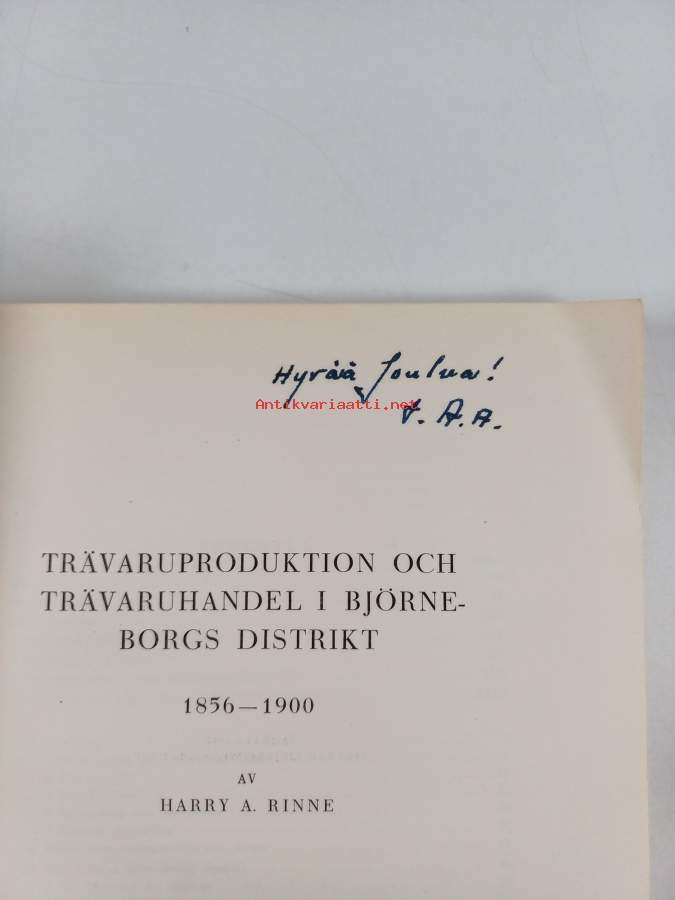 Hyvää Joulua!
Antikvariaatti.net
T. A.A.
TRÄVARUPRODUKTION OCH
TRÄVARUHANDEL I BJÖRNE-
BORGS DISTRIKT
1856—1900
AV
HARRY A. RINNE